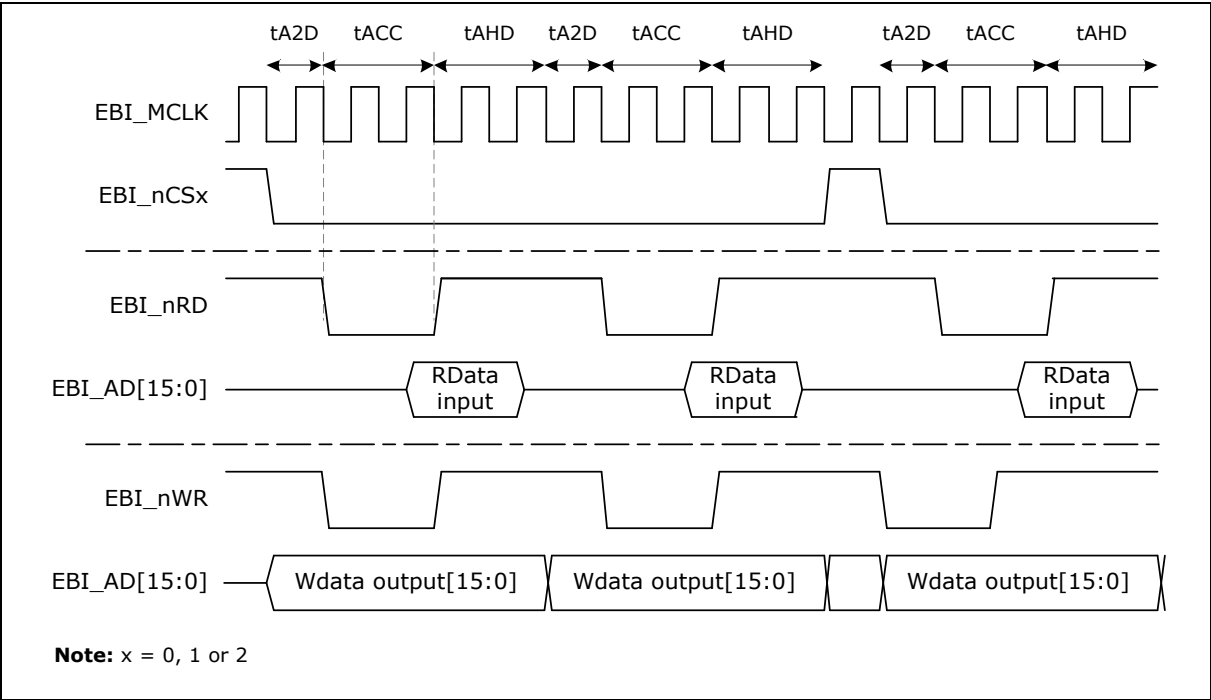 tA2D tACC tAHD tA2D tACC tAHD tA2D tACC tAHD
EBI_MCLK
EBI_nCSx
EBI_nRD
EBI_AD[15:0]
RData
input
RData
input
RData
input
EBI_nWR
EBI_AD[15:0]
Wdata output[15:0]
Wdata output[15:0]
Wdata output[15:0]
Note: x = 0, 1 or 2